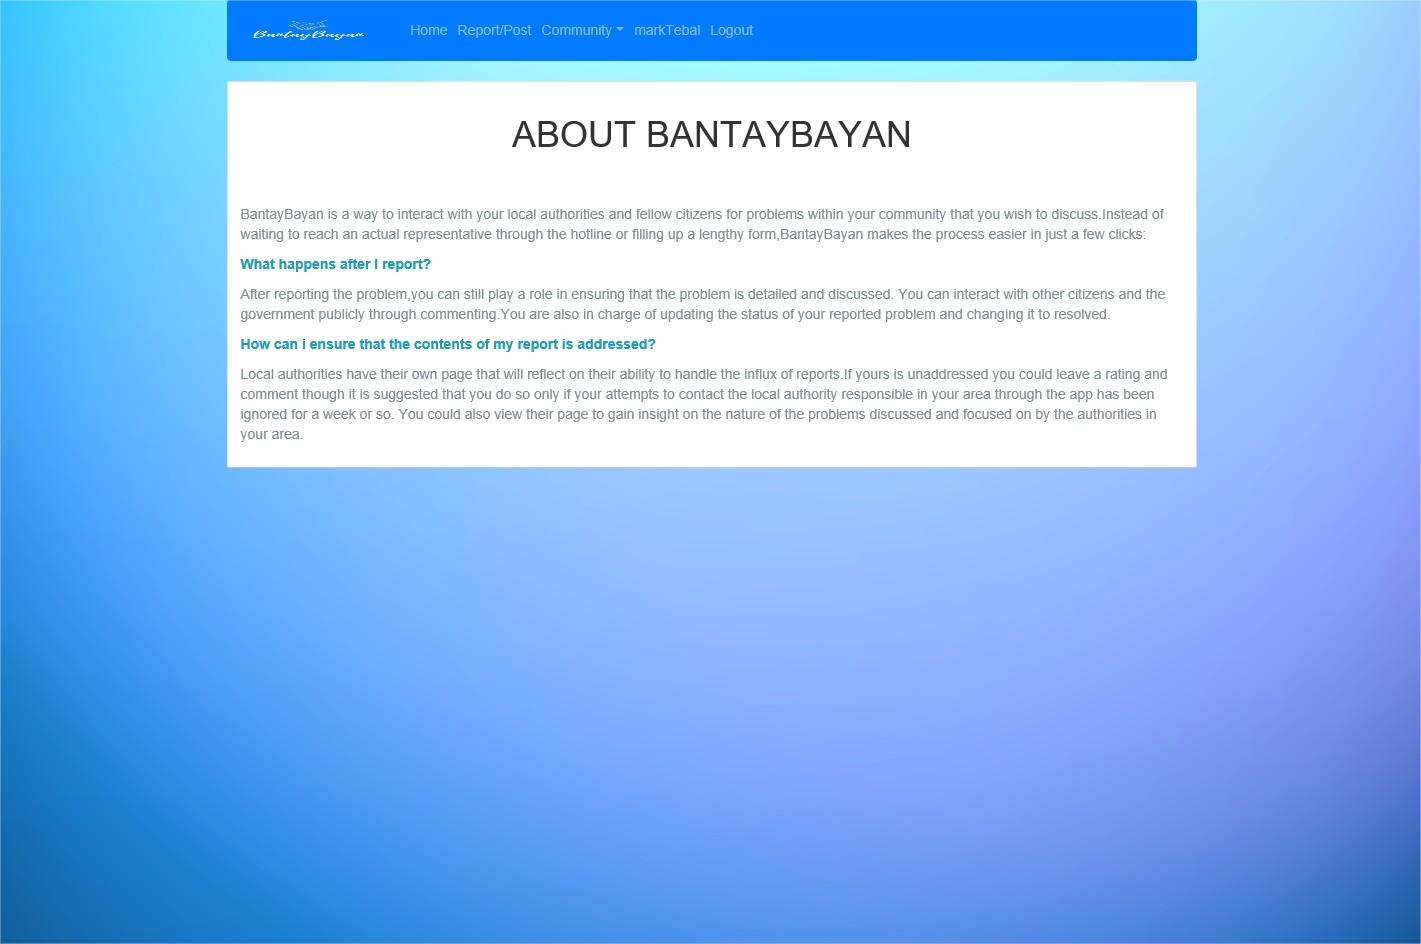 BantayBayan
Home Report/Post Community markTebal Logout
ABOUT BANTAYBAYAN
BantayBayan is a way to interact with your local authorities and fellow citizens for problems within your community that you wish to discuss.Instead of
waiting to reach an actual representative through the hotline or filling up a lengthy form,BantayBayan makes the process easier in just a few clicks:
What happens after I report?
After reporting the problem,you can still play a role in ensuring that the problem is detailed and discussed. You can interact with other citizens and the
government publicly through commenting.You are also in charge of updating the status of your reported problem and changing it to resolved.
How can i ensure that the contents of my report is addressed?
Local authorities have their own page that will reflect on their ability to handle the influx of reports.If yours is unaddressed you could leave a rating and
comment though it is suggested that you do so only if your attempts to contact the local authority responsible in your area through the app has been
ignored for a week or so. You could also view their page to gain insight on the nature of the problems discussed and focused on by the authorities in
your area.